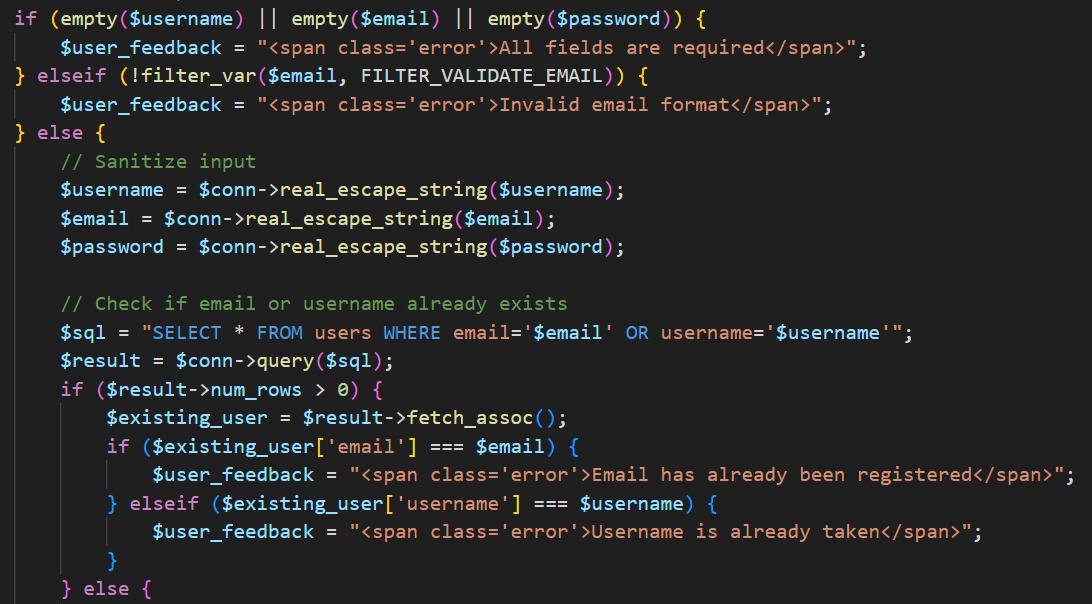 if (empty($username) || empty($email) || empty($password)) {
    $user_feedback = "<span class='error'>All fields are required</span>";
} elseif (!filter_var($email, FILTER_VALIDATE_EMAIL)) {
    $user_feedback = "<span class='error'>Invalid email format</span>";
} else {
    // Sanitize input
    $username = $conn->real_escape_string($username);
    $email = $conn->real_escape_string($email);
    $password = $conn->real_escape_string($password);

    // Check if email or username already exists
    $sql = "SELECT * FROM users WHERE email='$email' OR username='$username'";
    $result = $conn->query($sql);
    if ($result->num_rows > 0) {
        $existing_user = $result->fetch_assoc();
        if ($existing_user['email'] === $email) {
            $user_feedback = "<span class='error'>Email has already been registered</span>";
        } elseif ($existing_user['username'] === $username) {
            $user_feedback = "<span class='error'>Username is already taken</span>";
        }
    } else {